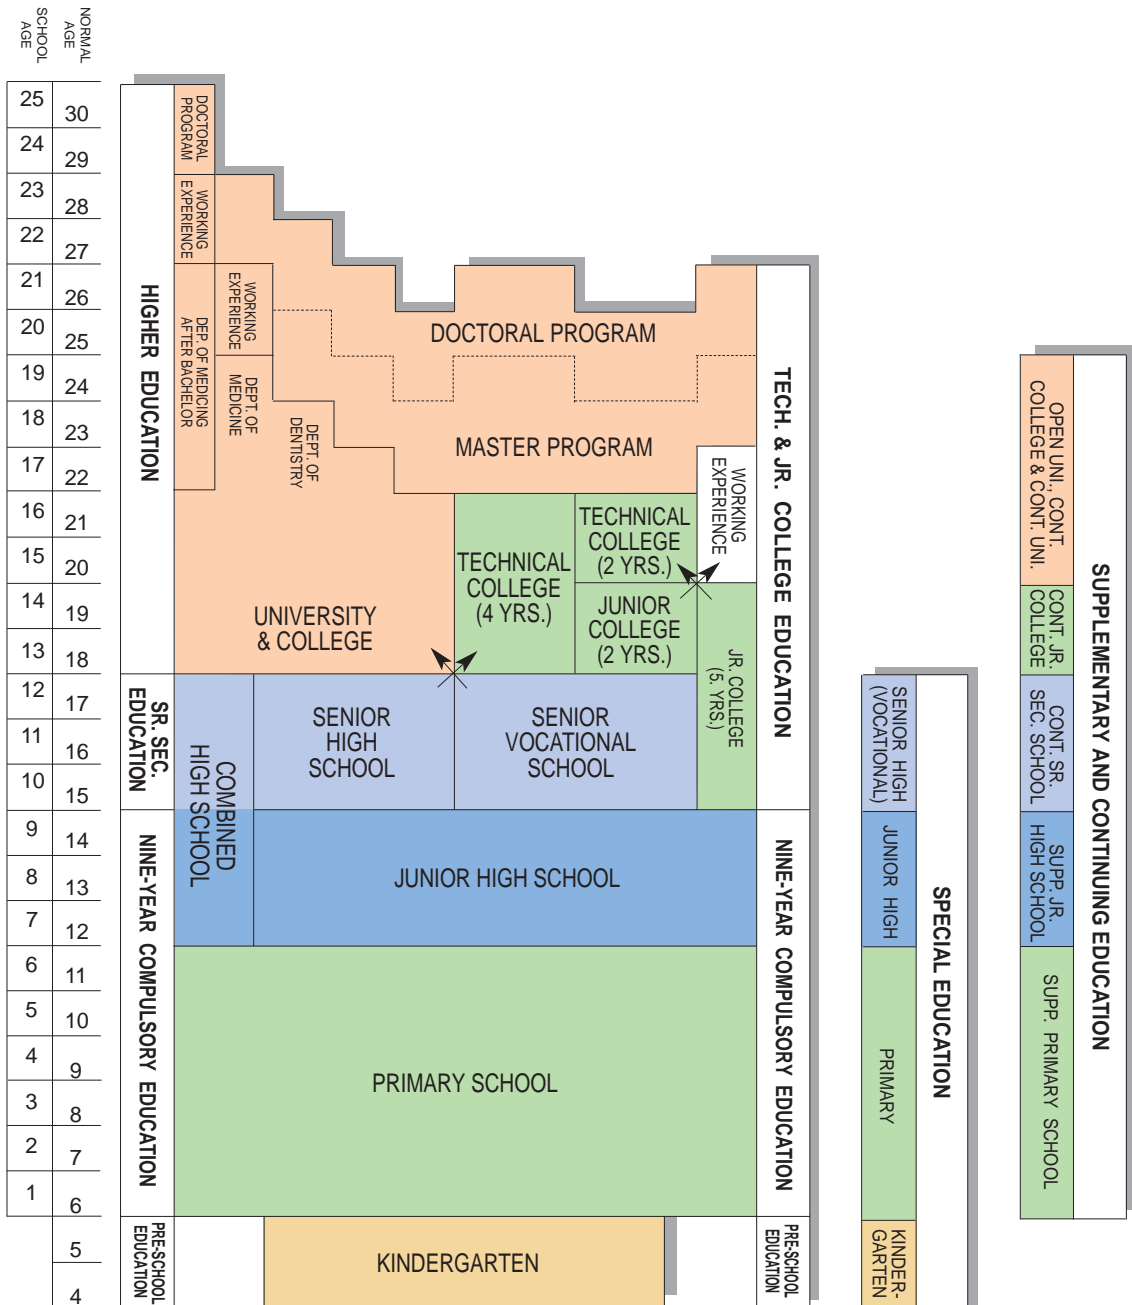 SCHOOL
AGE
NORMAL
AGE
25
24
23
22
21
20
19
18
17
16
15
14
13
12
11
10
9
8
7
6
5
4
3
2
1
30
29
28
27
26
25
24
23
22
21
20
19
18
17
16
15
14
13
12
11
10
9
8
7
6
5
4
HIGHER EDUCATION
SR. SEC.
EDUCATION
NINE-YEAR COMPULSORY EDUCATION
PRE-SCHOOL
EDUCATION
DOCTORAL
PROGRAM
WORKING
EXPERIENCE
DEP. OF MEDICING
AFTER BACHELOR
WORKING
EXPERIENCE
DEPT. OF
MEDICINE
DEPT. OF
DENTISTRY
DOCTORAL PROGRAM
MASTER PROGRAM
UNIVERSITY
& COLLEGE
TECHNICAL
COLLEGE
(4 YRS.)
TECHNICAL
COLLEGE
(2 YRS.)
JUNIOR
COLLEGE
(2 YRS.)
WORKING
EXPERIENCE
JR. COLLEGE
(5. YRS.)
COMBINED
HIGH SCHOOL
SENIOR
HIGH
SCHOOL
SENIOR
VOCATIONAL
SCHOOL
JUNIOR HIGH SCHOOL
PRIMARY SCHOOL
KINDERGARTEN
TECH. & JR. COLLEGE EDUCATION
NINE-YEAR COMPULSORY EDUCATION
PRE-SCHOOL
EDUCATION
SENIOR HIGH
(VOCATIONAL)
JUNIOR HIGH
PRIMARY
KINDER-
GARTEN
SPECIAL EDUCATION
OPEN UNI., CONT.
COLLEGE & CONT. UNI.
CONT. JR.
COLLEGE
CONT. SR.
SEC. SCHOOL
SUPP. JR.
HIGH SCHOOL
SUPP. PRIMARY SCHOOL
SUPPLEMENTARY AND CONTINUING EDUCATION